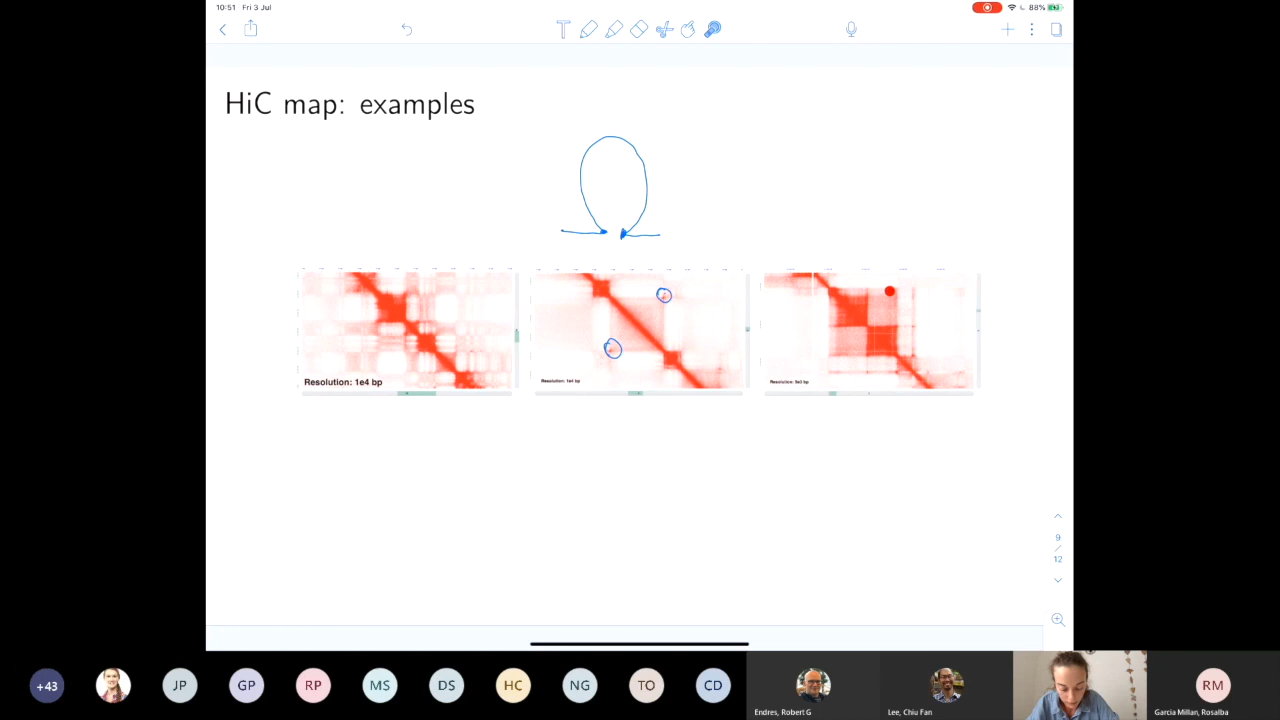 10:51 Fri 3 Jul
88%
HiC map: examples
Resolution: 1e4 bp
Resolution: 1e4 bp
Resolution: 5e3 bp
9
/
12
+43
JP
GP
RP
MS
DS
HC
NG
TO
CD
RM
Endres, Robert G
Lee, Chiu Fan
Garcia Millan, Rosalba